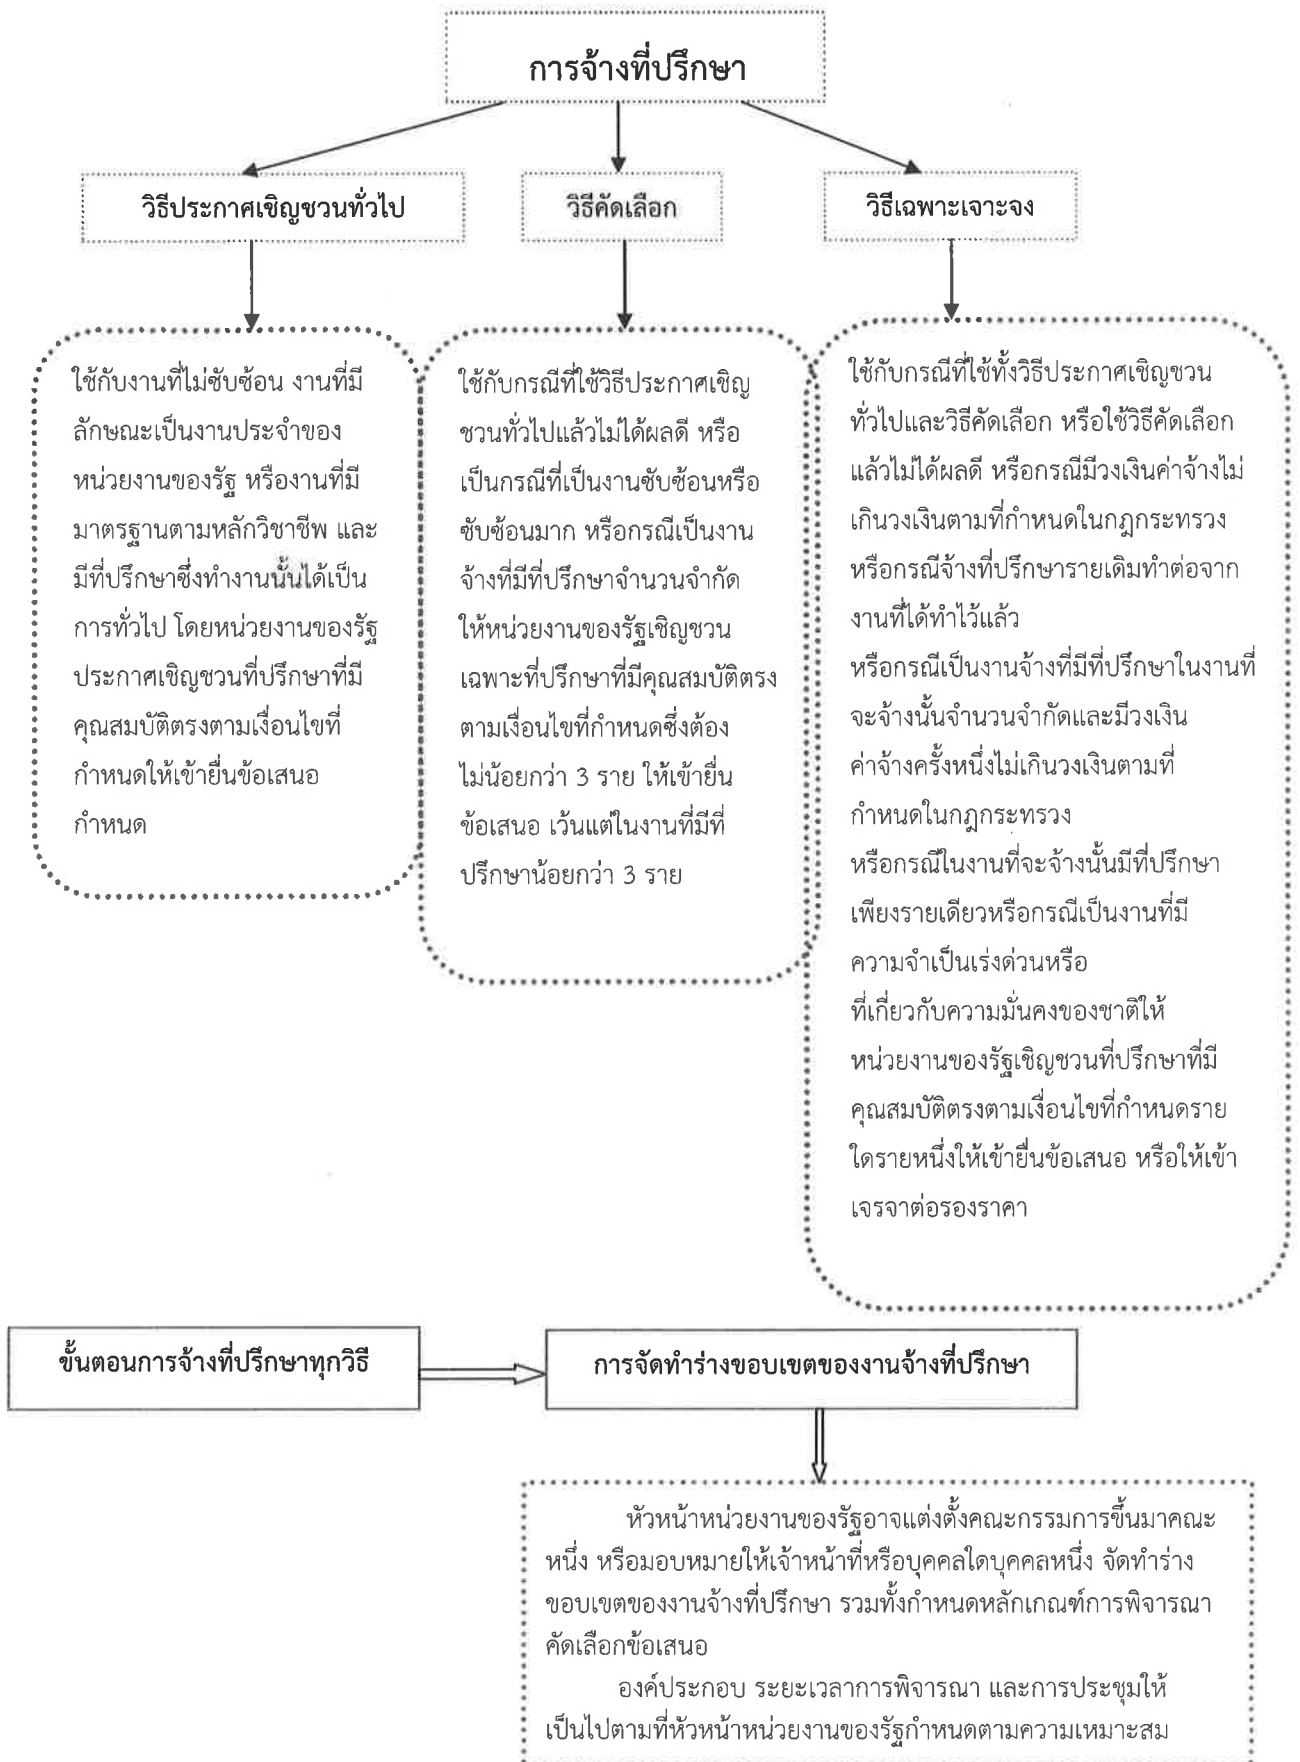 การจ้างที่ปรึกษา
วิธีประกาศเชิญชวนทั่วไป
วิธีคัดเลือก
วิธีเฉพาะเจาะจง
ใช้กับงานที่ไม่ซับซ้อน งานที่มี
ลักษณะเป็นงานประจำของ
หน่วยงานของรัฐ หรืองานที่มี
มาตรฐานตามหลักวิชาชีพ และ
มีที่ปรึกษาซึ่งทำงานนั้นได้เป็น
การทั่วไป โดยหน่วยงานของรัฐ
ประกาศเชิญชวนที่ปรึกษาที่มี
คุณสมบัติตรงตามเงื่อนไขที่
กำหนดให้เข้ายื่นข้อเสนอ
กำหนด
ใช้กับกรณีที่ใช้วิธีประกาศเชิญ
ชวนทั่วไปแล้วไม่ได้ผลดี หรือ
เป็นกรณีที่เป็นงานซับซ้อนหรือ
ซับซ้อนมาก หรือกรณีเป็นงาน
จ้างที่มีที่ปรึกษาจำนวนจำกัด
ให้หน่วยงานของรัฐเชิญชวน
เฉพาะที่ปรึกษาที่มีคุณสมบัติตรง
ตามเงื่อนไขที่กำหนดซึ่งต้อง
ไม่น้อยกว่า 3 ราย ให้เข้ายื่น
ข้อเสนอ เว้นแต่ในงานที่มีที่
ปรึกษาน้อยกว่า 3 ราย
ใช้กับกรณีที่ใช้ทั้งวิธีประกาศเชิญชวน
ทั่วไปและวิธีคัดเลือก หรือใช้วิธีคัดเลือก
แล้วไม่ได้ผลดี หรือกรณีมีวงเงินค่าจ้างไม่
เกินวงเงินตามที่กำหนดในกฎกระทรวง
หรือกรณีจ้างที่ปรึกษารายเดิมทำต่อจาก
งานที่ได้ทำไว้แล้ว
หรือกรณีเป็นงานจ้างที่มีที่ปรึกษาในงานที่
จะจ้างนั้นจำนวนจำกัดและมีวงเงิน
ค่าจ้างครั้งหนึ่งไม่เกินวงเงินตามที่
กำหนดในกฎกระทรวง
หรือกรณีในงานที่จะจ้างนั้นมีที่ปรึกษา
เพียงรายเดียวหรือกรณีเป็นงานที่มี
ความจำเป็นเร่งด่วนหรือ
ที่เกี่ยวกับความมั่นคงของชาติให้
หน่วยงานของรัฐเชิญชวนที่ปรึกษาที่มี
คุณสมบัติตรงตามเงื่อนไขที่กำหนดราย
ใดรายหนึ่งให้เข้ายื่นข้อเสนอ หรือให้เข้า
เจรจาต่อรองราคา
ขั้นตอนการจ้างที่ปรึกษาทุกวิธี
การจัดทำร่างขอบเขตของงานจ้างที่ปรึกษา
หัวหน้าหน่วยงานของรัฐอาจแต่งตั้งคณะกรรมการขึ้นมาคณะ
หนึ่ง หรือมอบหมายให้เจ้าหน้าที่หรือบุคคลใดบุคคลหนึ่ง จัดทำร่าง
ขอบเขตของงานจ้างที่ปรึกษา รวมทั้งกำหนดหลักเกณฑ์การพิจารณา
คัดเลือกข้อเสนอ
องค์ประกอบ ระยะเวลาการพิจารณา และการประชุมให้
เป็นไปตามที่หัวหน้าหน่วยงานของรัฐกำหนดตามความเหมาะสม